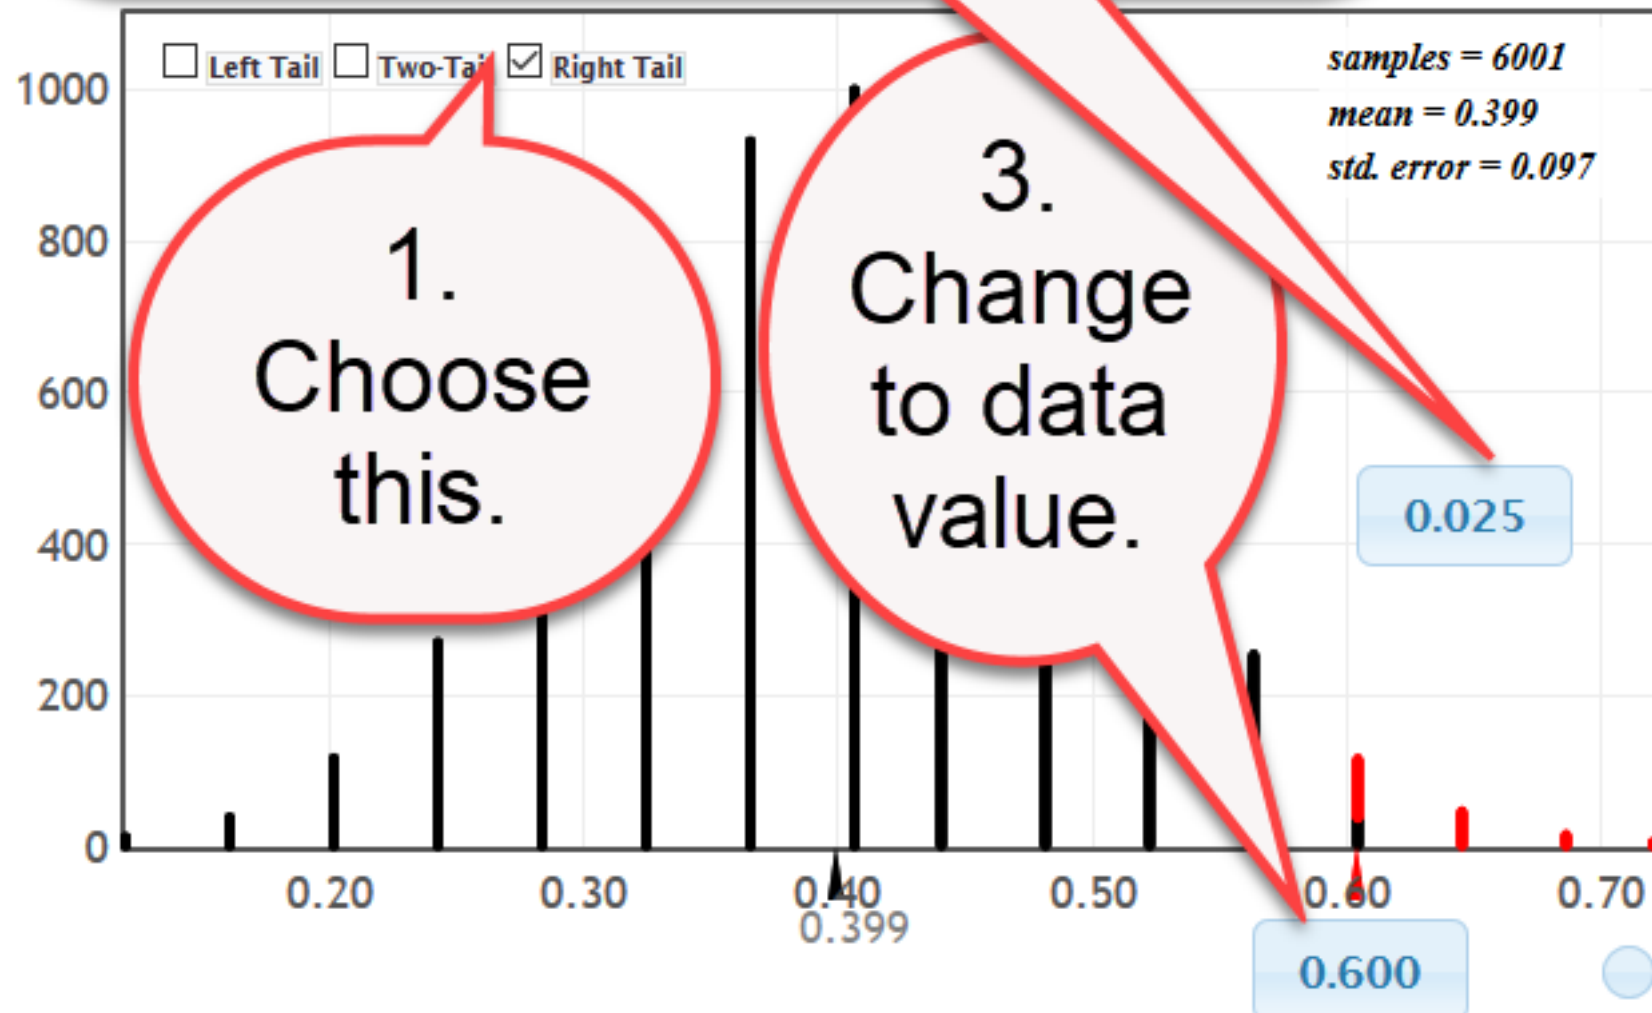 Left Tail Two-Tail Right Tail
samples = 6001
mean = 0.399
std. error = 0.097
1000
800
600
400
200
0
1.
Choose
this.
3.
Change
to data
value.
0.025
0.20 0.30 0.40 0.50 0.60 0.70
0.399
0.600